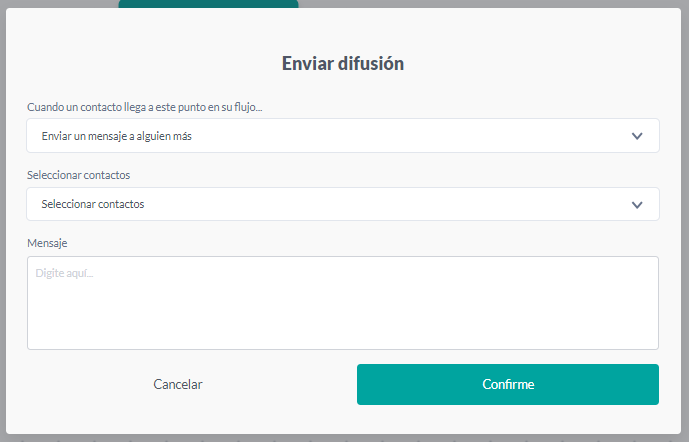 Enviar difusión
Cuando un contacto llega a este punto en su flujo...
Enviar un mensaje a alguien más
Seleccionar contactos
Seleccionar contactos
Mensaje
Digite aquí...
Cancelar
Confirme